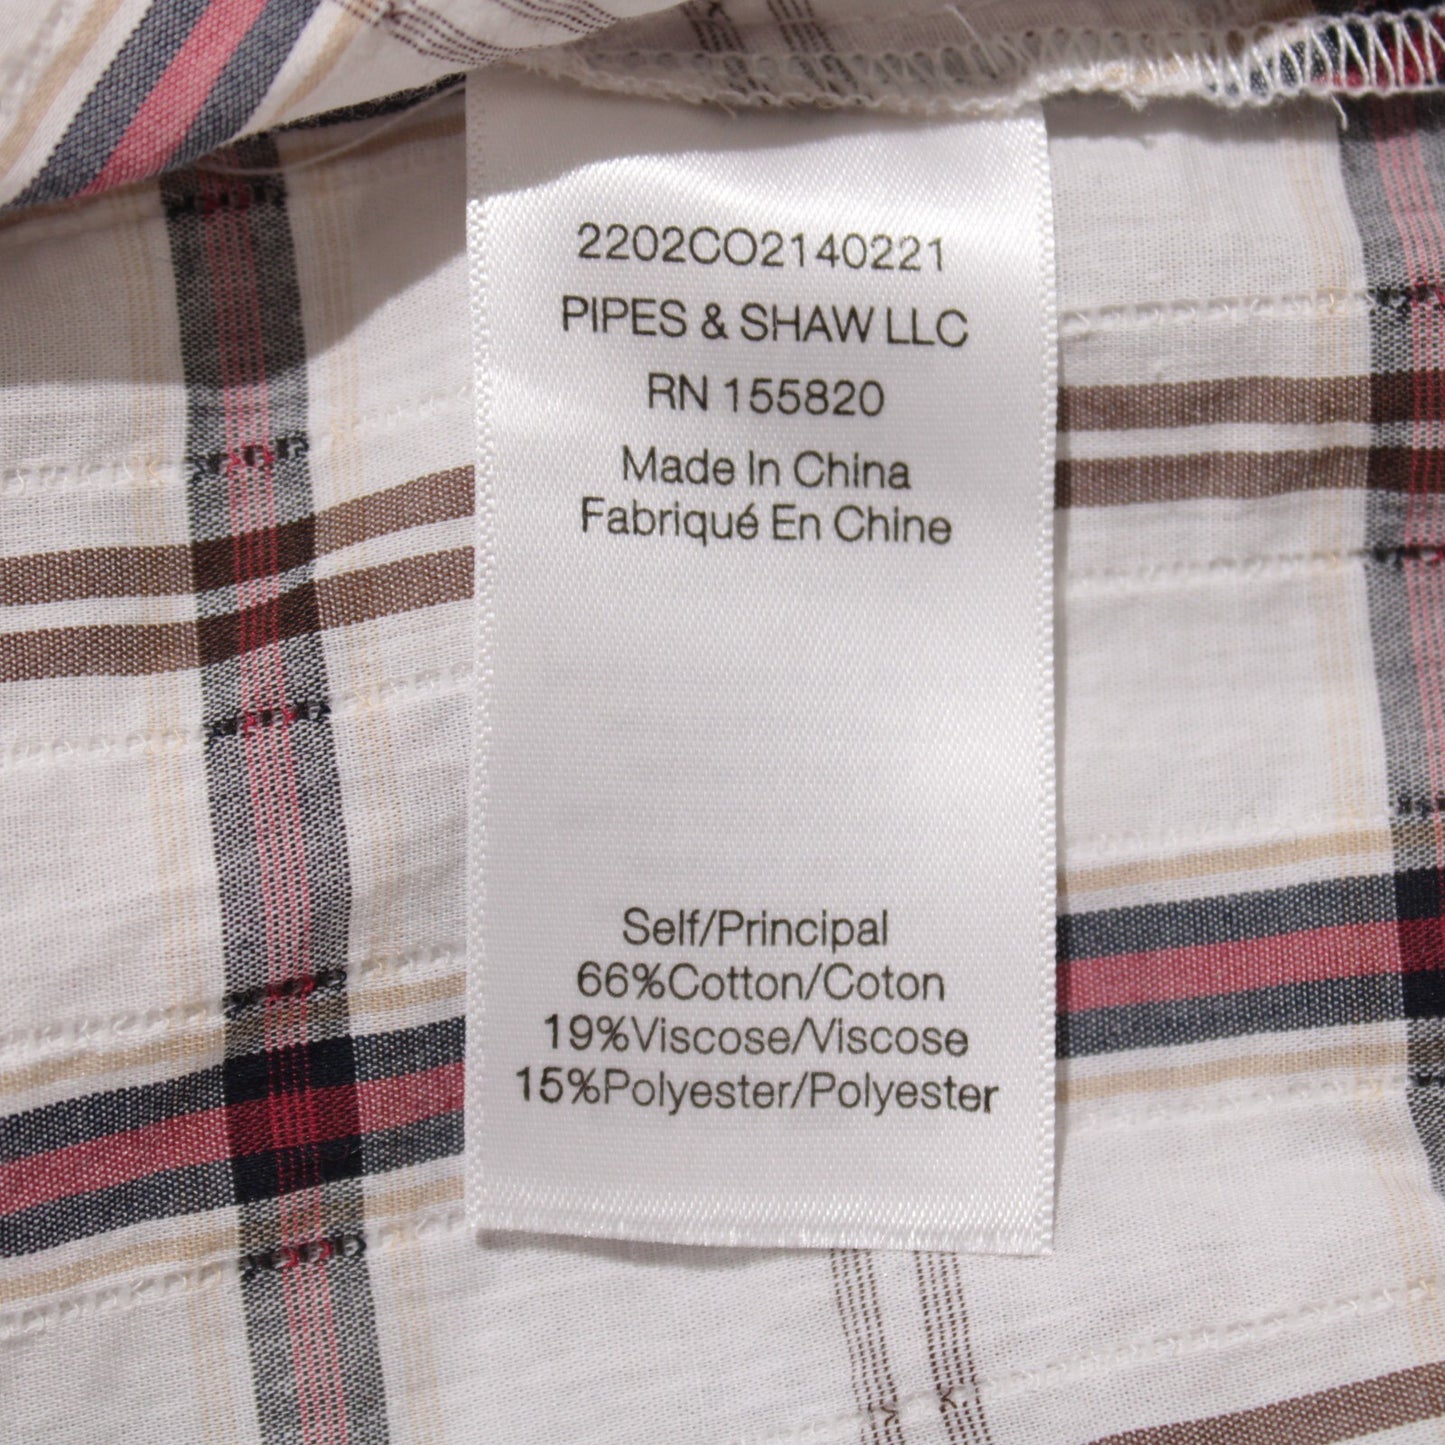 2202CO2140221
PIPES & SHAW LLC
RN 155820
Made In China
Fabriqué En Chine
Self/Principal
66%Cotton/Coton
19%Viscose/Viscose
15%Polyester/Polyester